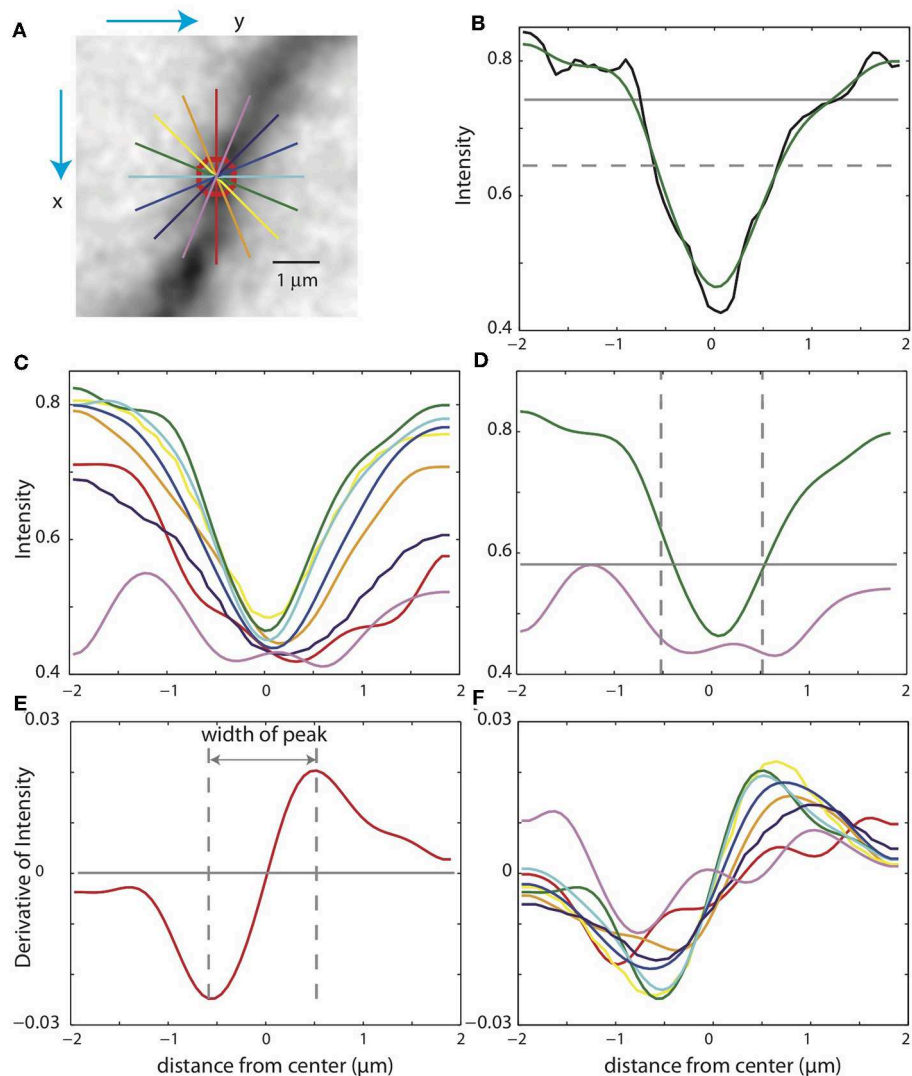 A
y
x
1 µm
B
Intensity
0.8
0.6
0.4
−2
−1
0
1
2
C
Intensity
0.8
0.6
0.4
−2
−1
0
1
2
D
0.8
0.6
0.4
−2
−1
0
1
2
E
Derivative of Intensity
0.03
0
−0.03
width of peak
−2
−1
0
1
2
distance from center (µm)
F
0.03
0
−0.03
−2
−1
0
1
2
distance from center (µm)